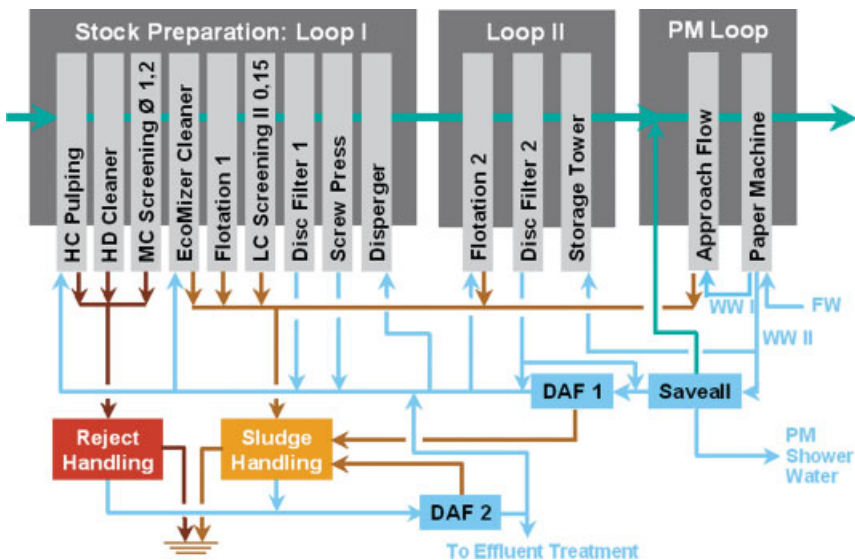 Stock Preparation: Loop I
Loop II
PM Loop
HC Pulping
HD Cleaner
MC Screening Ø 1,2
EcoMizer Cleaner
Flotation 1
LC Screening II 0,15
Disc Filter 1
Screw Press
Disperger
Flotation 2
Disc Filter 2
Storage Tower
Approach Flow
Paper Machine
WW I
FW
WW II
DAF 1
Saveall
Reject
Handling
Sludge
Handling
PM
Shower
Water
DAF 2
To Effluent Treatment